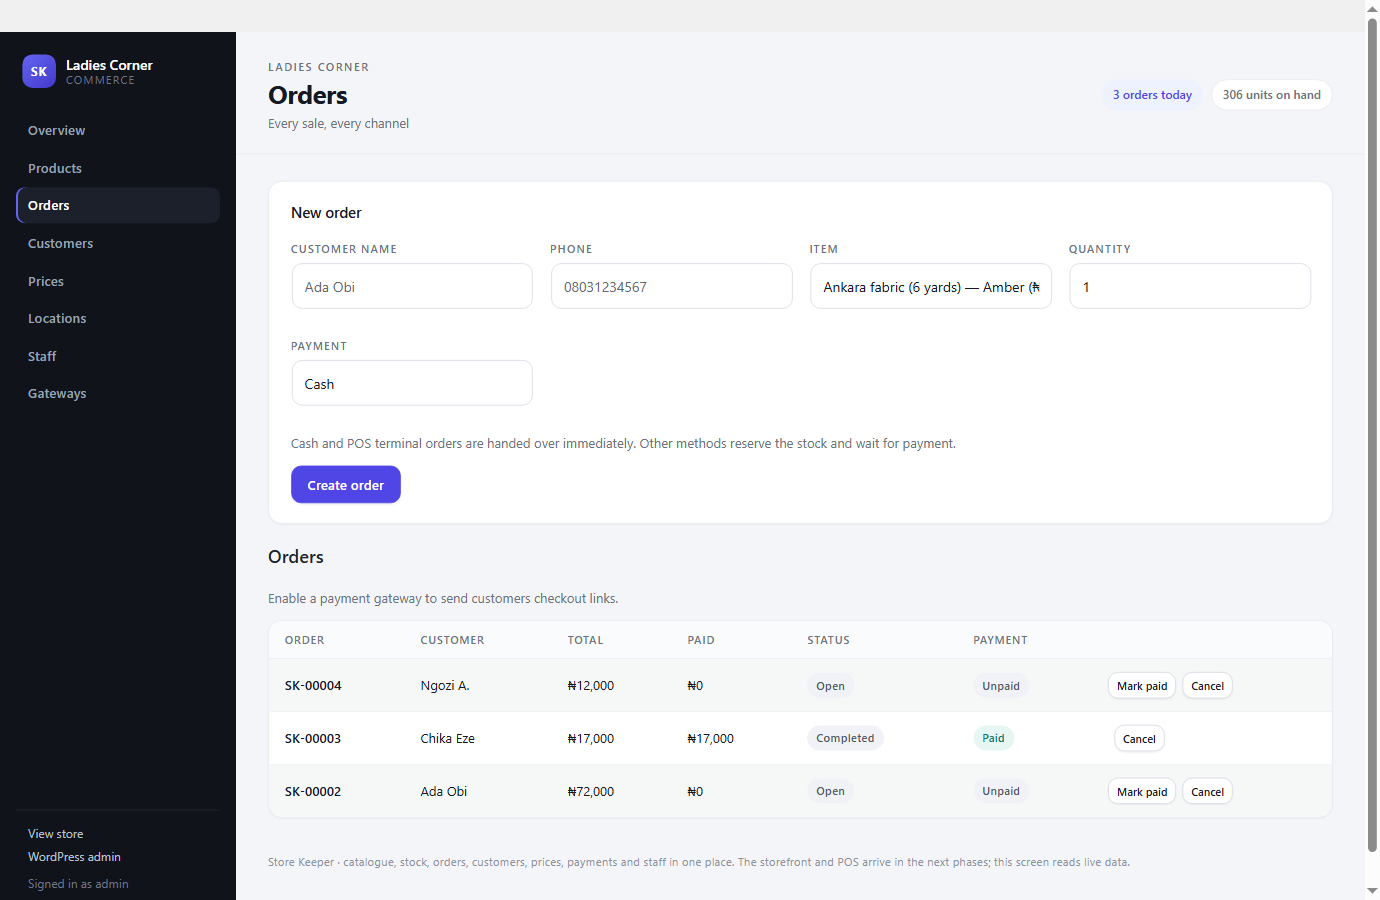 SK
Ladies Corner
COMMERCE
Overview
Products
Orders
Customers
Prices
Locations
Staff
Gateways
View store
WordPress admin
Signed in as admin
LADIES CORNER
Orders
Every sale, every channel
3 orders today
306 units on hand
New order
CUSTOMER NAME PHONE ITEM QUANTITY
Ada Obi 08031234567 Ankara fabric (6 yards) — Amber (₦ 1
PAYMENT
Cash
Cash and POS terminal orders are handed over immediately. Other methods reserve the stock and wait for payment.
Create order
Orders
Enable a payment gateway to send customers checkout links.
ORDER CUSTOMER TOTAL PAID STATUS PAYMENT
SK-00004 Ngozi A. ₦12,000 ₦0 Open Unpaid Mark paid Cancel
SK-00003 Chika Eze ₦17,000 ₦17,000 Completed Paid Cancel
SK-00002 Ada Obi ₦72,000 ₦0 Open Unpaid Mark paid Cancel
Store Keeper · catalogue, stock, orders, customers, prices, payments and staff in one place. The storefront and POS arrive in the next phases; this screen reads live data.